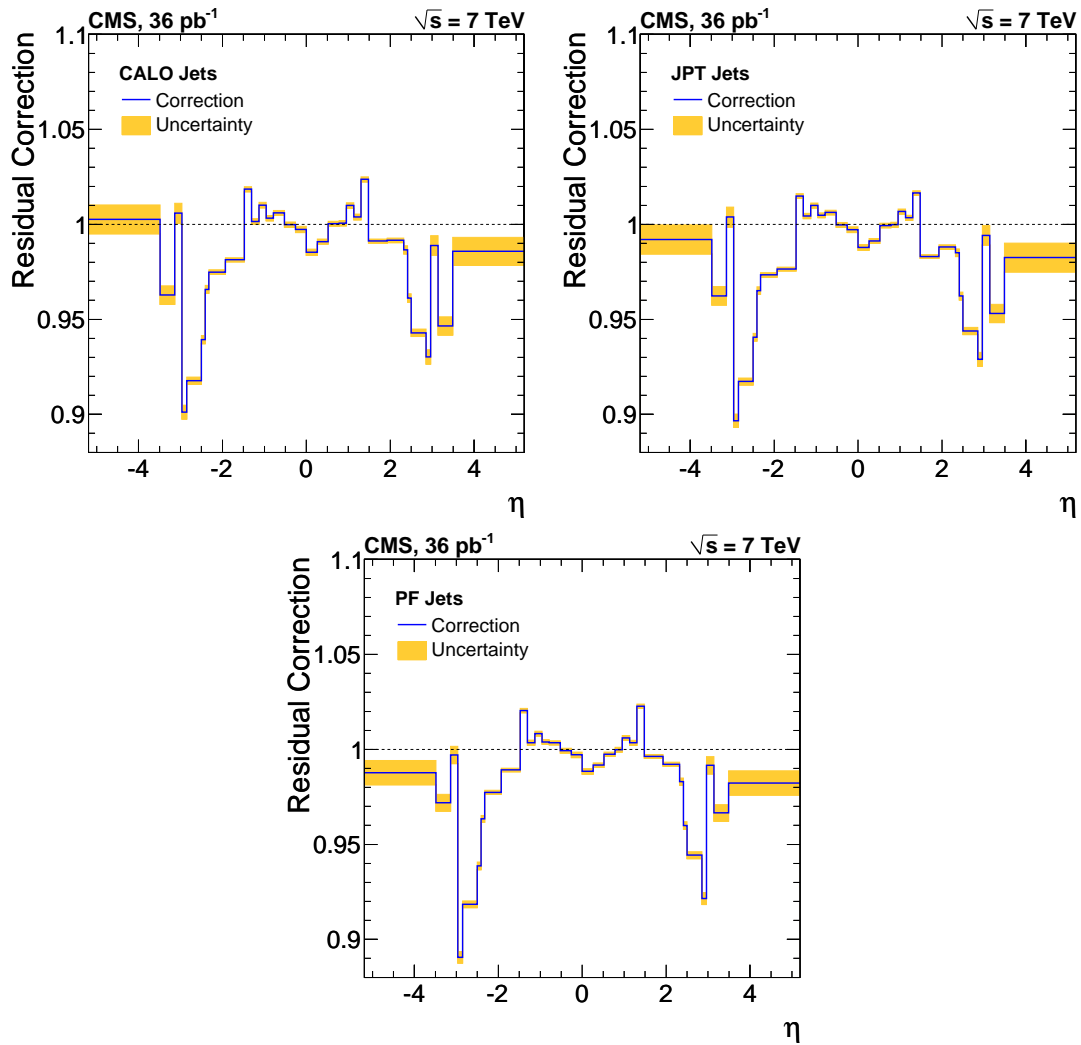 CMS, 36 pb-1 √s = 7 TeV
Residual Correction
1.1
1.05
1
0.95
0.9
CALO Jets
Correction
Uncertainty
-4 -2 0 2 4
η
CMS, 36 pb-1 √s = 7 TeV
Residual Correction
1.1
1.05
1
0.95
0.9
JPT Jets
Correction
Uncertainty
-4 -2 0 2 4
η
CMS, 36 pb-1 √s = 7 TeV
Residual Correction
1.1
1.05
1
0.95
0.9
PF Jets
Correction
Uncertainty
-4 -2 0 2 4
η